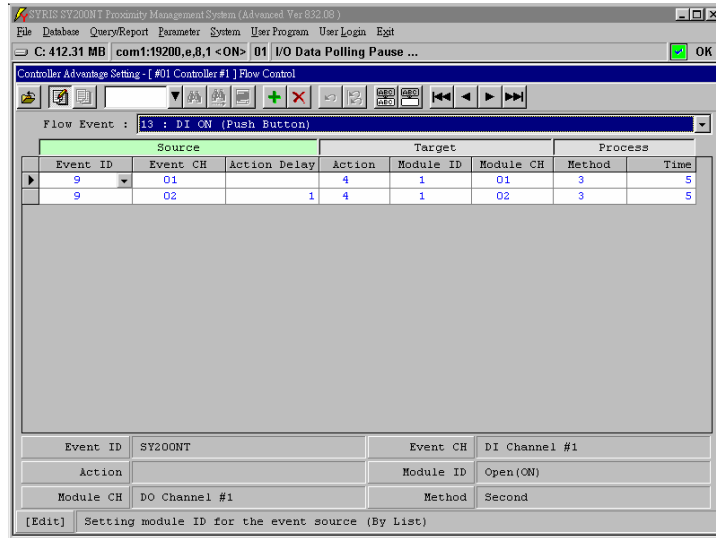 SYRIS SY200NT Proximity Management System (Advanced Ver 832.08 )
File Database Query/Report Parameter System User Program User Login Exit
C: 412.31 MB com1:19200,e,8,1 <ON> 01 I/O Data Polling Pause ... OK
Controller Advantage Setting - [ #01 Controller #1 ] Flow Control
ABC ABC
Flow Event : 13 : DI ON (Push Button)
Source Target Process
Event ID Event CH Action Delay Action Module ID Module CH Method Time
9 01 4 1 01 3 5
9 02 1 4 1 02 3 5
Event ID SY200NT Event CH DI Channel #1
Action Module ID Open(ON)
Module CH DO Channel #1 Method Second
[Edit] Setting module ID for the event source (By List)